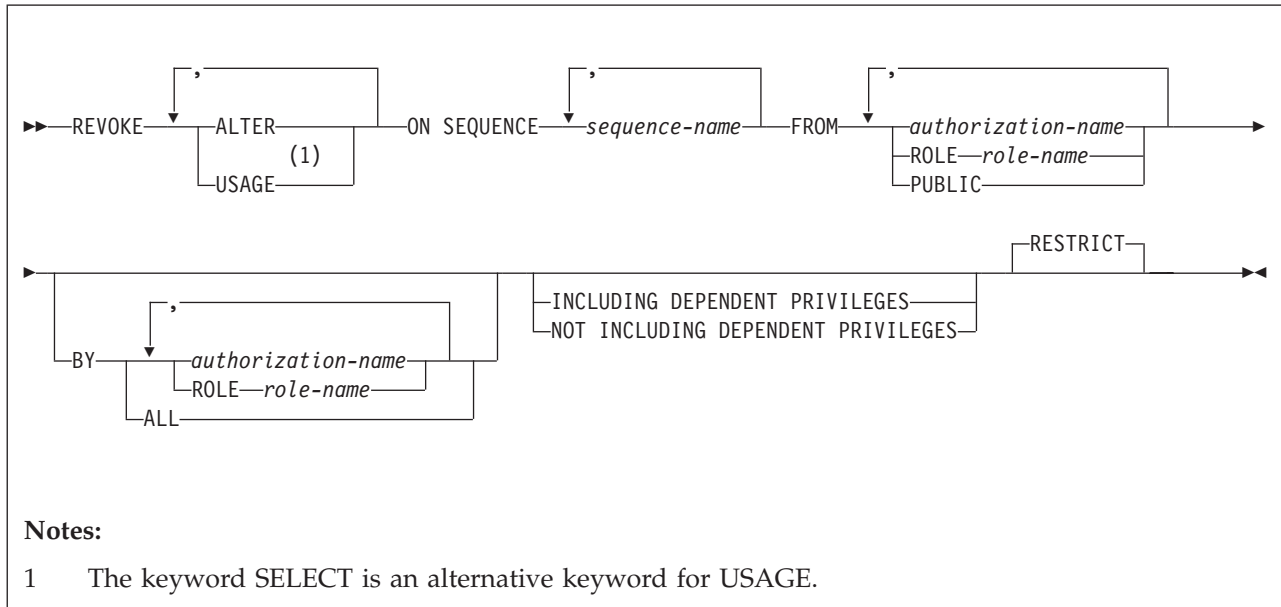 , , ,
REVOKE ALTER ON SEQUENCE sequence-name FROM authorization-name
(1) ROLE role-name
USAGE PUBLIC
RESTRICT
, INCLUDING DEPENDENT PRIVILEGES
NOT INCLUDING DEPENDENT PRIVILEGES
BY authorization-name
ROLE role-name
ALL
Notes:
1 The keyword SELECT is an alternative keyword for USAGE.